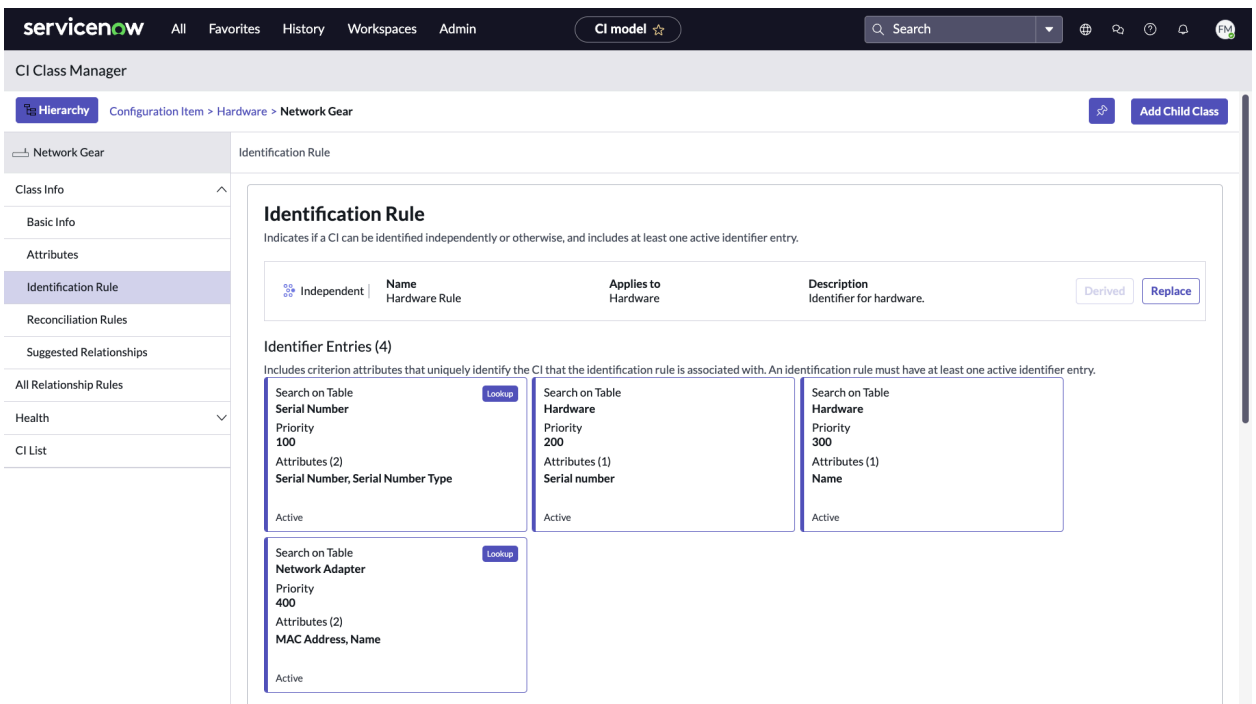 servicenow All Favorites History Workspaces Admin CI model Search FM
CI Class Manager
Hierarchy Configuration Item > Hardware > Network Gear Add Child Class
Network Gear
Identification Rule
Class Info
Basic Info
Attributes
Identification Rule
Reconciliation Rules
Suggested Relationships
All Relationship Rules
Health
CI List
Identification Rule
Indicates if a CI can be identified independently or otherwise, and includes at least one active identifier entry.
Independent
Name
Hardware Rule
Applies to
Hardware
Description
Identifier for hardware.
Derived
Replace
Identifier Entries (4)
Includes criterion attributes that uniquely identify the CI that the identification rule is associated with. An identification rule must have at least one active identifier entry.
Search on Table Lookup
Serial Number
Priority
100
Attributes (2)
Serial Number, Serial Number Type
Active
Search on Table
Hardware
Priority
200
Attributes (1)
Serial number
Active
Search on Table
Hardware
Priority
300
Attributes (1)
Name
Active
Search on Table Lookup
Network Adapter
Priority
400
Attributes (2)
MAC Address, Name
Active